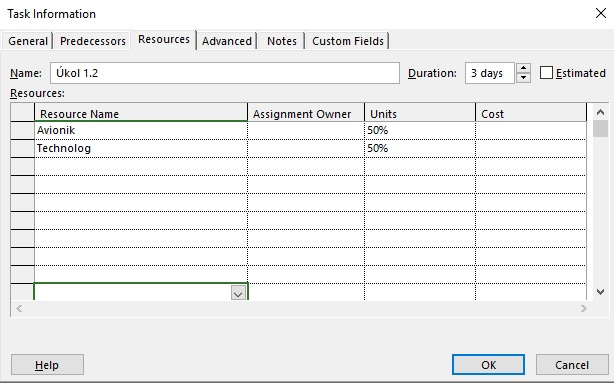 Task Information
General Predecessors Resources Advanced Notes Custom Fields
Name: Úkol 1.2 Duration: 3 days Estimated
Resources:
Resource Name Assignment Owner Units Cost
Avionik 50%
Technolog 50%
Help OK Cancel